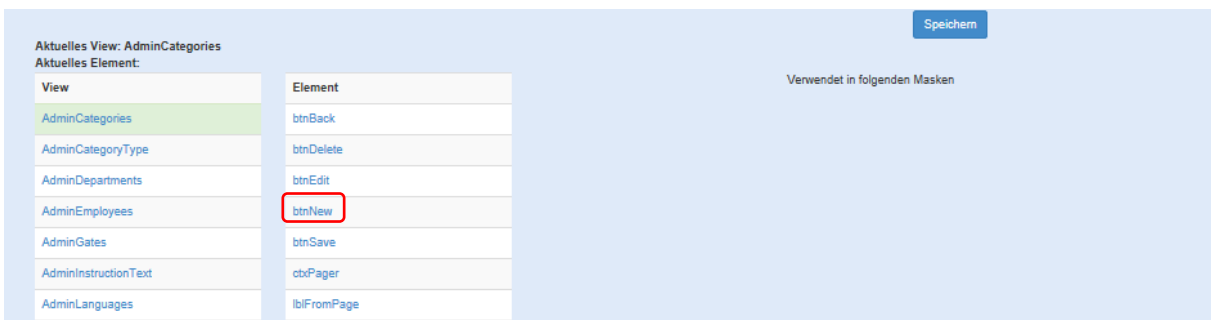 Speichern
Aktuelles View: AdminCategories
Aktuelles Element:
View
Element
Verwendet in folgenden Masken
AdminCategories
btnBack
AdminCategoryType
btnDelete
AdminDepartments
btnEdit
AdminEmployees
btnNew
AdminGates
btnSave
AdminInstructionText
ctxPager
AdminLanguages
lblFromPage